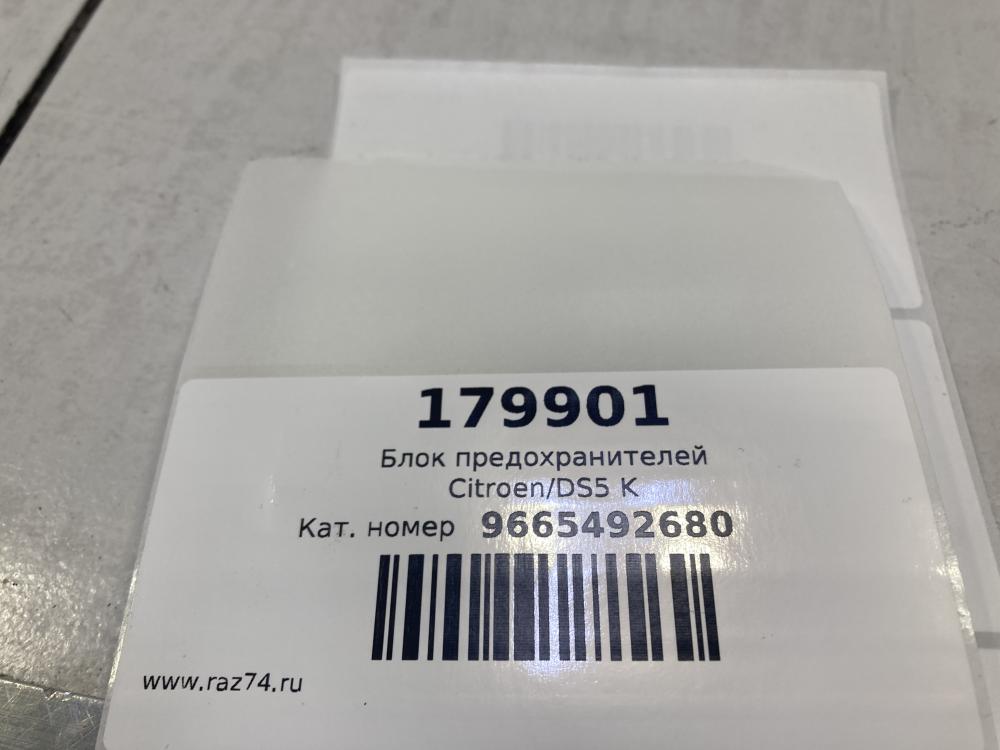 179901
Блок предохранителей
Citroen/DS5 K
Кат. номер 9665492680
www.raz74.ru